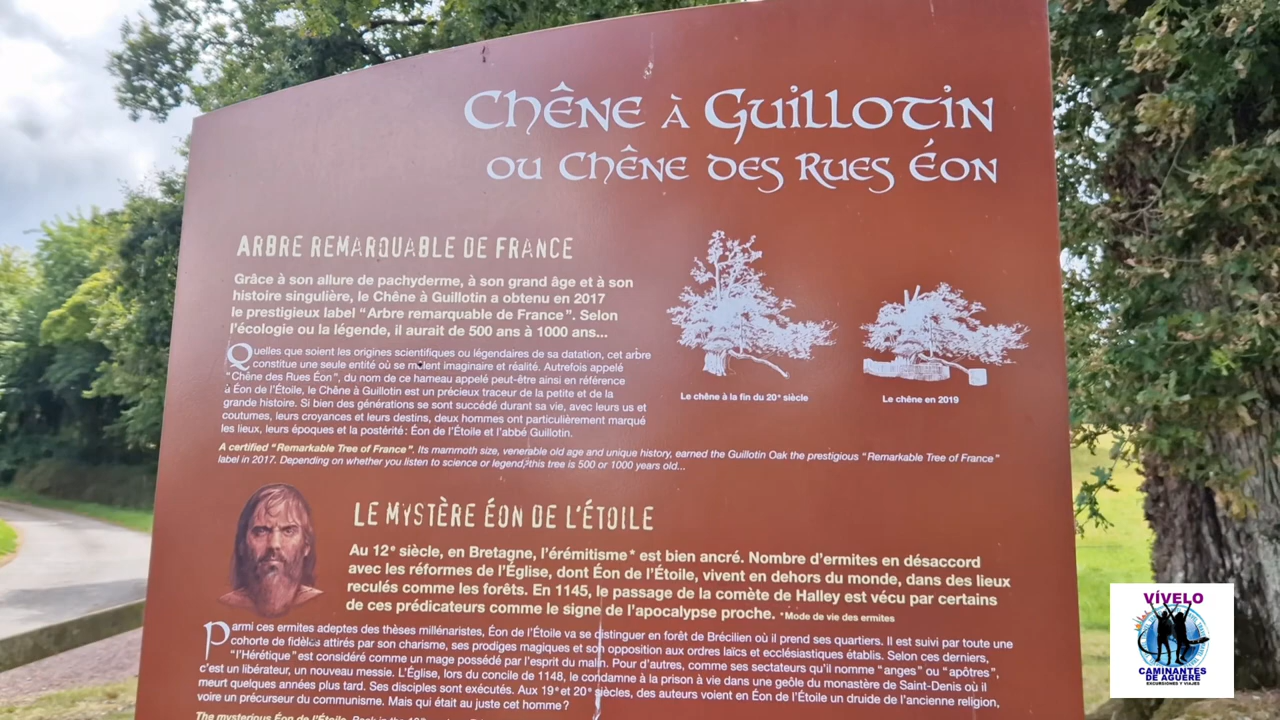 Chêne à Guillotin
ou Chêne des Rues Éon
ARBRE REMARQUABLE DE FRANCE
Grâce à son allure de pachyderme, à son grand âge et à son
histoire singulière, le Chêne à Guillotin a obtenu en 2017
le prestigieux label “Arbre remarquable de France”. Selon
l’écologie ou la légende, il aurait de 500 ans à 1000 ans...
Quelles que soient les origines scientifiques ou légendaires de sa datation, cet arbre
constitue une seule entité où se mêlent imaginaire et réalité. Autrefois appelé
“Chêne des Rues Éon”, du nom de ce hameau appelé peut-être ainsi en référence
à Éon de l’Étoile, le Chêne à Guillotin est un précieux traceur de la petite et de la
grande histoire. Si bien des générations se sont succédé durant sa vie, avec leurs us et
coutumes, leurs croyances et leurs destins, deux hommes ont particulièrement marqué
les lieux, leurs époques et la postérité : Éon de l’Étoile et l’abbé Guillotin.
Le chêne à la fin du 20e siècle
Le chêne en 2019
A certified “Remarkable Tree of France”. Its mammoth size, venerable old age and unique history, earned the Guillotin Oak the prestigious “Remarkable Tree of France”
label in 2017. Depending on whether you listen to science or legend, this tree is 500 or 1000 years old...
LE MYSTÈRE ÉON DE L’ÉTOILE
Au 12e siècle, en Bretagne, l’érémitisme* est bien ancré. Nombre d’ermites en désaccord
avec les réformes de l’Église, dont Éon de l’Étoile, vivent en dehors du monde, dans des lieux
reculés comme les forêts. En 1145, le passage de la comète de Halley est vécu par certains
de ces prédicateurs comme le signe de l’apocalypse proche. *Mode de vie des ermites
Parmi ces ermites adeptes des thèses millénaristes, Éon de l’Étoile va se distinguer en forêt de Brécilien où il prend ses quartiers. Il est suivi par toute une
cohorte de fidèles attirés par son charisme, ses prodiges magiques et son opposition aux ordres laïcs et ecclésiastiques établis. Selon ces derniers,
“l’Hérétique” est considéré comme un mage possédé par l’esprit du malin. Pour d’autres, comme ses sectateurs qu’il nomme “anges” ou “apôtres”,
c’est un libérateur, un nouveau messie. L’Église, lors du concile de 1148, le condamne à la prison à vie dans une geôle du monastère de Saint-Denis où il
meurt quelques années plus tard. Ses disciples sont exécutés. Aux 19e et 20e siècles, des auteurs voient en Éon de l’Étoile un druide de l’ancienne religion,
voire un précurseur du communisme. Mais qui était au juste cet homme ?
The mysterious Éon de l’Étoile.
VÍVELO
CAMINANTES
DE AGUERE
EXCURSIONES Y VIAJES